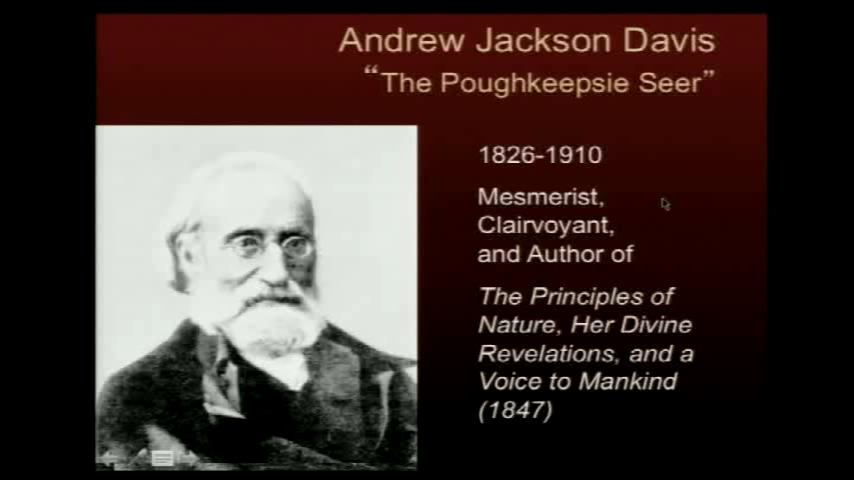 Andrew Jackson Davis
“The Poughkeepsie Seer”
1826-1910
Mesmerist,
Clairvoyant,
and Author of
The Principles of
Nature, Her Divine
Revelations, and a
Voice to Mankind
(1847)